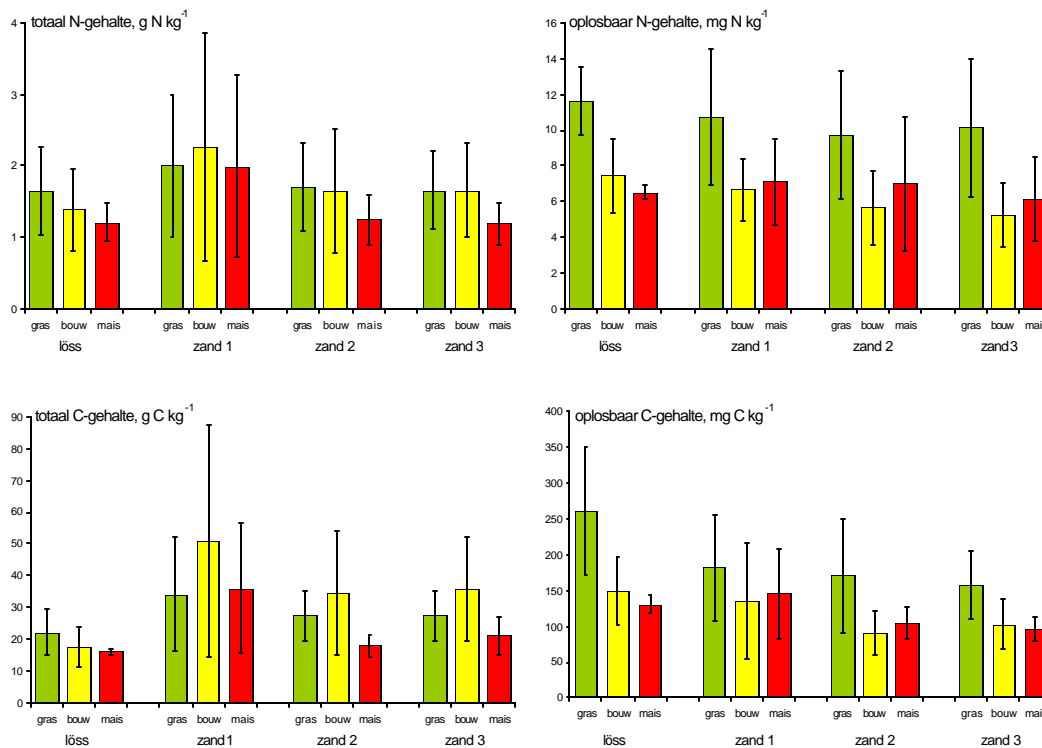 totaal N-gehalte, g N kg-1
4
3
2
1
0
gras bouw mais gras bouw mais gras bouw mais gras bouw mais
löss zand 1 zand 2 zand 3
oplosbaar N-gehalte, mg N kg-1
16
14
12
10
8
6
4
2
0
gras bouw mais gras bouw mais gras bouw mais gras bouw mais
löss zand 1 zand 2 zand3
totaal C-gehalte, g C kg-1
90
80
70
60
50
40
30
20
10
0
gras bouw mais gras bouw mais gras bouw mais gras bouw mais
löss zand1 zand 2 zand 3
oplosbaar C-gehalte, mg C kg-1
400
350
300
250
200
150
100
50
0
gras bouw mais gras bouw mais gras bouw mais gras bouw mais
löss zand 1 zand 2 zand 3